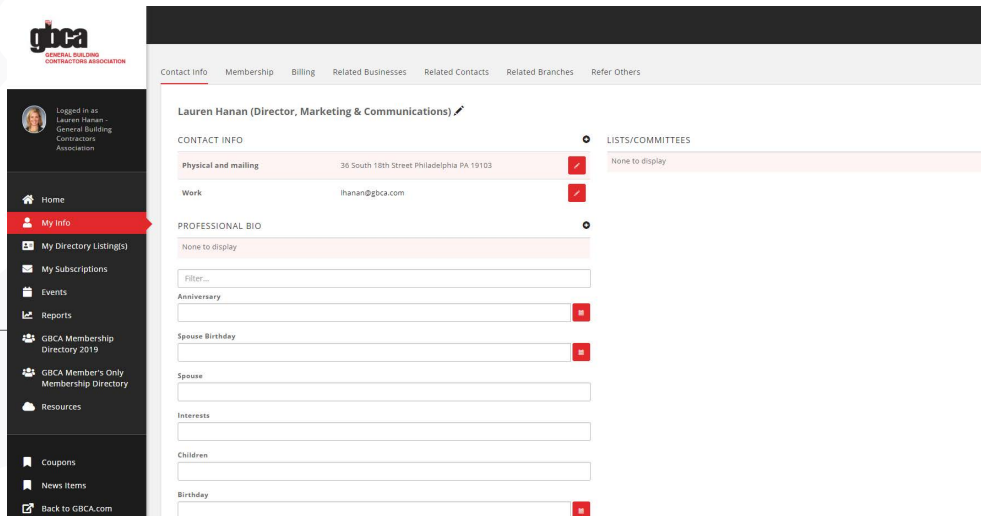 gbca
GENERAL BUILDING
CONTRACTORS ASSOCIATION
Logged in as
Lauren Hanan -
General Building
Contractors
Association
Home
My Info
My Directory Listing(s)
My Subscriptions
Events
Reports
GBCA Membership
Directory 2019
GBCA Member's Only
Membership Directory
Resources
Coupons
News Items
Back to GBCA.com
Contact Info Membership Billing Related Businesses Related Contacts Related Branches Refer Others
Lauren Hanan (Director, Marketing & Communications)
CONTACT INFO
Physical and mailing 36 South 18th Street Philadelphia PA 19103
Work lhanan@gbca.com
PROFESSIONAL BIO
None to display
Filter...
Anniversary
Spouse Birthday
Spouse
Interests
Children
Birthday
LISTS/COMMITTEES
None to display